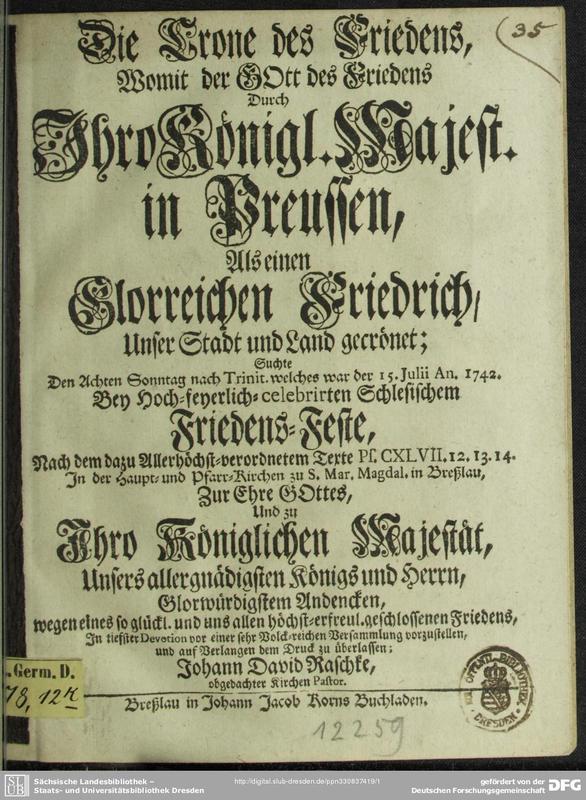 35
Die Crone des Friedens,
Womit der GOtt des Friedens
Durch
Ihro Königl. Majest.
in Preussen,
Als einen
Glorreichen Friedrich,
Unser Stadt und Land gecrönet;
Suchte
Den Achten Sonntag nach Trinit. welches war der 15. Julii An. 1742.
Bey Hoch-feyerlich-celebrirten Schlesischem
Friedens-Feste,
Nach dem dazu Allerhöchst-verordnetem Texte Ps. CXLVII. 12. 13. 14.
In der Haupt- und Pfarr-Kirchen zu S. Mar. Magdal. in Breßlau,
Zur Ehre GOttes,
Und zu
Ihro Königlichen Majestät,
Unsers allergnädigsten Königs und Herrn,
Glorwürdigstem Andencken,
wegen eines so glückl. und uns allen höchst-erfreul. geschlossenen Friedens,
In tiefster Devotion vor einer sehr Volck-reichen Versammlung vorzustellen,
und auf Verlangen dem Druck zu überlassen;
Johann David Raschke,
obgedachter Kirchen Pastor.
Breßlau in Johann Jacob Korns Buchladen.
. Germ. D.
78, 12
OFFENTL. BIBLIOTHEK
DRESDEN
12259
SLUB
Sächsische Landesbibliothek –
Staats- und Universitätsbibliothek Dresden
http://digital.slub-dresden.de/ppn330837419/1
gefördert von der
Deutschen Forschungsgemeinschaft
DFG